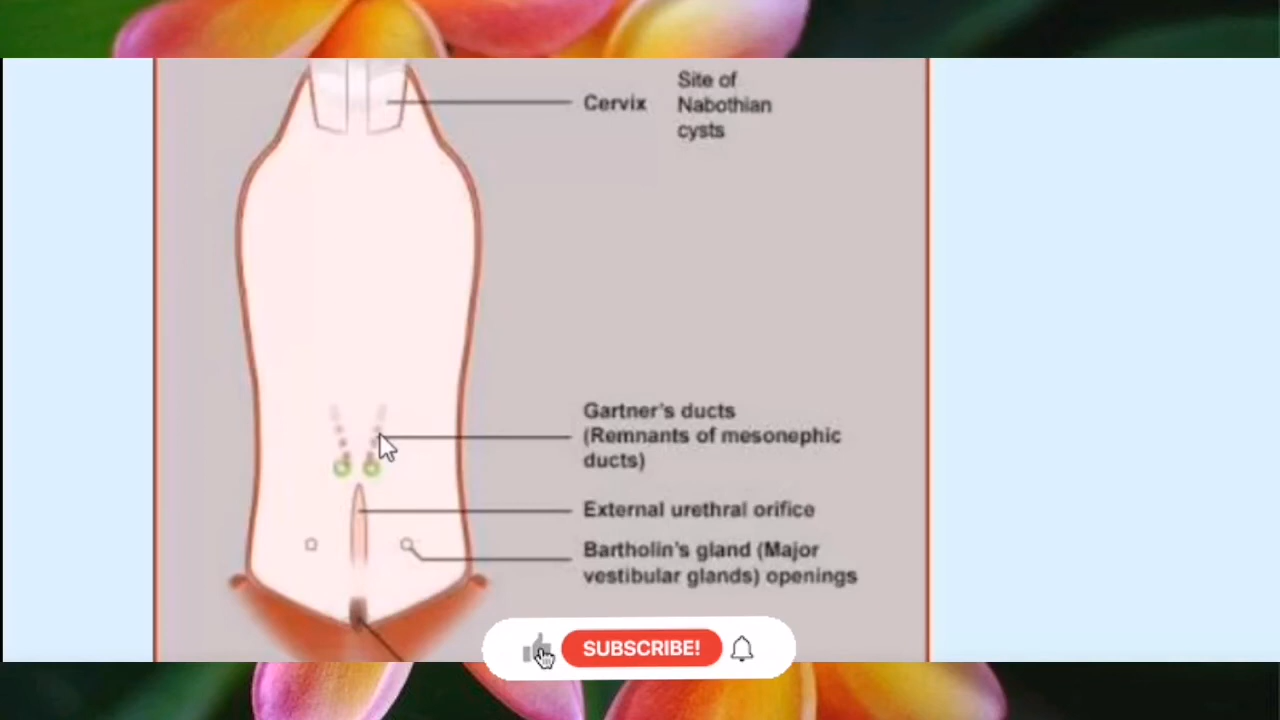 Cervix
Site of
Nabothian
cysts
Gartner's ducts
(Remnants of mesonephic
ducts)
External urethral orifice
Bartholin's gland (Major
vestibular glands) openings
SUBSCRIBE!